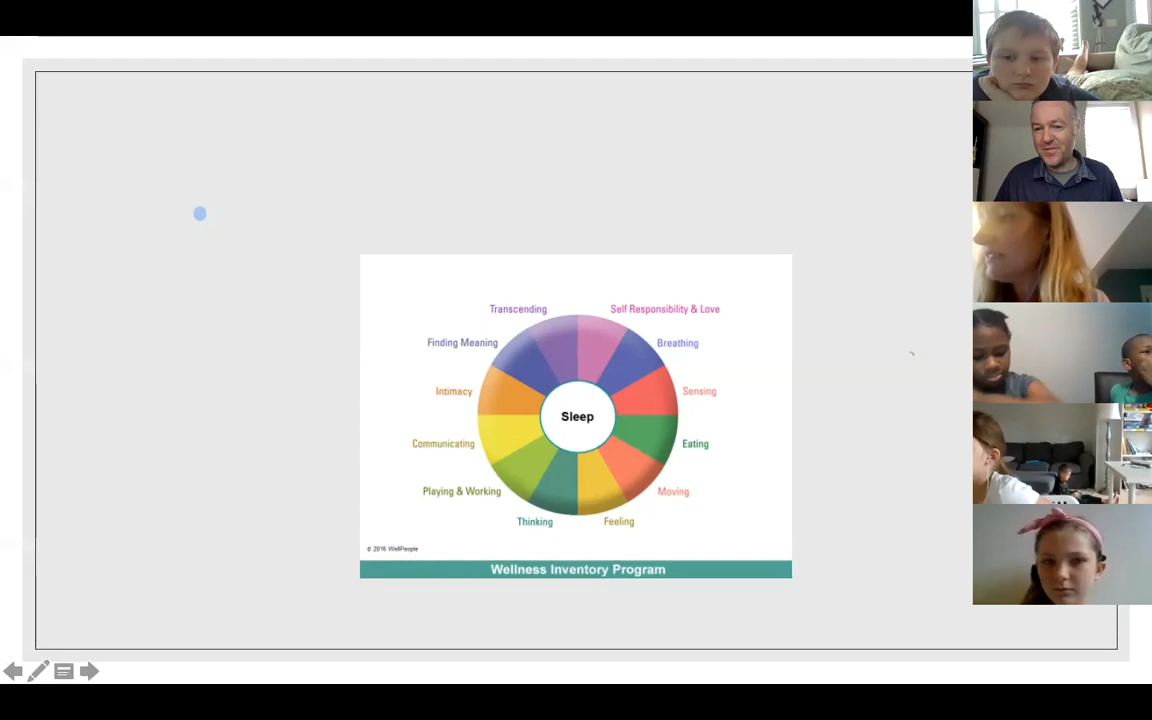 Transcending
Self Responsibility & Love
Finding Meaning
Breathing
Intimacy
Sensing
Sleep
Communicating
Eating
Playing & Working
Moving
Thinking
Feeling
© 2016 WellPeople
Wellness Inventory Program